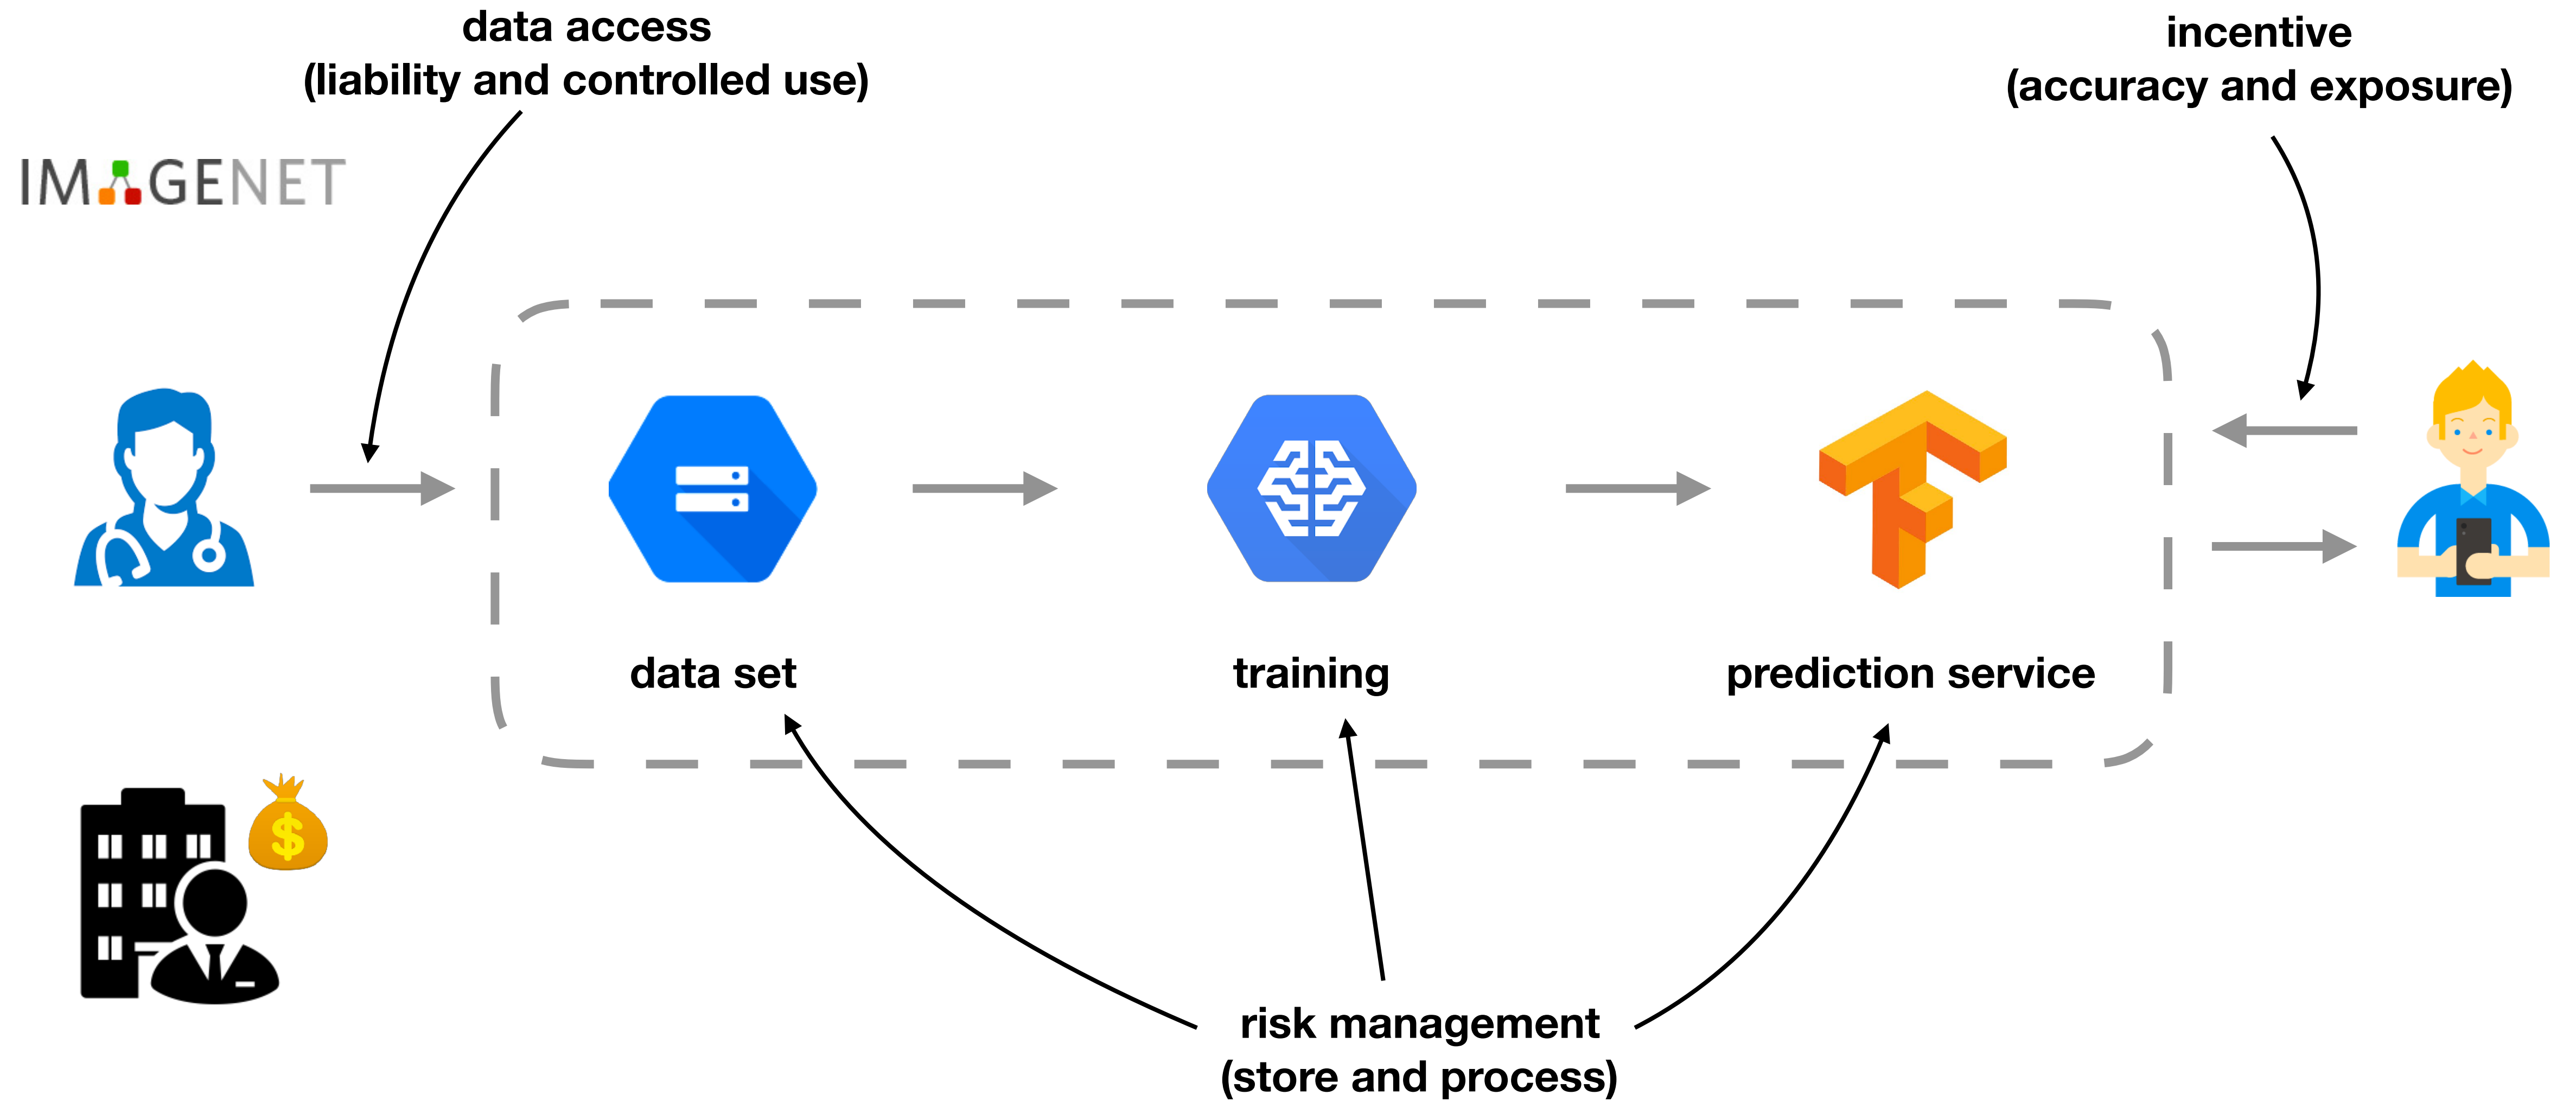 data access
(liability and controlled use)
incentive
(accuracy and exposure)
IMAGENET
data set
training
prediction service
$
risk management
(store and process)